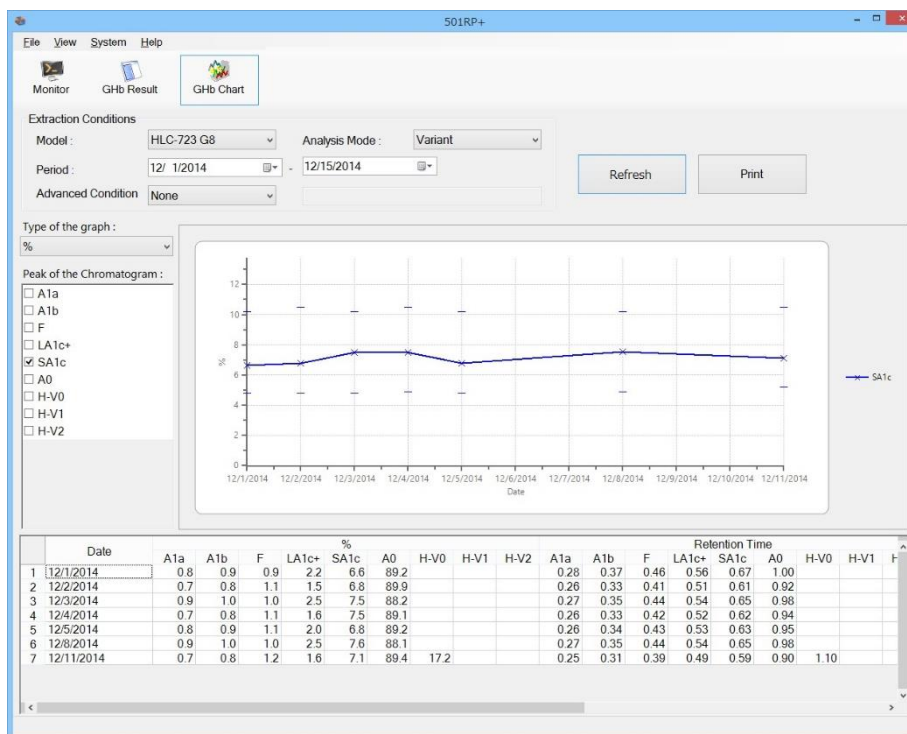 501RP+
File View System Help
Monitor GHb Result GHb Chart
Extraction Conditions
Model : HLC-723 G8 Analysis Mode : Variant
Period : 12/ 1/2014 - 12/15/2014
Refresh Print
Advanced Condition None
Type of the graph :
%
Peak of the Chromatogram :
A1a
A1b
F
LA1c+
SA1c
A0
H-V0
H-V1
H-V2
12
10
8
6
4
2
0
%
12/1/2014 12/2/2014 12/3/2014 12/4/2014 12/5/2014 12/6/2014 12/7/2014 12/8/2014 12/9/2014 12/10/2014 12/11/2014
Date
SA1c
Date % Retention Time
A1a A1b F LA1c+ SA1c A0 H-V0 H-V1 H-V2 A1a A1b F LA1c+ SA1c A0 H-V0 H-V1
1 12/1/2014 0.8 0.9 0.9 2.2 6.6 89.2 0.28 0.37 0.46 0.56 0.67 1.00
2 12/2/2014 0.7 0.8 1.1 1.5 6.8 89.9 0.26 0.33 0.41 0.51 0.61 0.92
3 12/3/2014 0.9 1.0 1.0 2.5 7.5 88.2 0.27 0.35 0.44 0.54 0.65 0.98
4 12/4/2014 0.7 0.8 1.1 1.6 7.5 89.1 0.26 0.33 0.42 0.52 0.62 0.94
5 12/5/2014 0.8 0.9 1.1 2.0 6.8 89.2 0.26 0.34 0.43 0.53 0.63 0.95
6 12/8/2014 0.9 1.0 1.0 2.5 7.6 88.1 0.27 0.35 0.44 0.54 0.65 0.98
7 12/11/2014 0.7 0.8 1.2 1.6 7.1 89.4 17.2 0.25 0.31 0.39 0.49 0.59 0.90 1.10